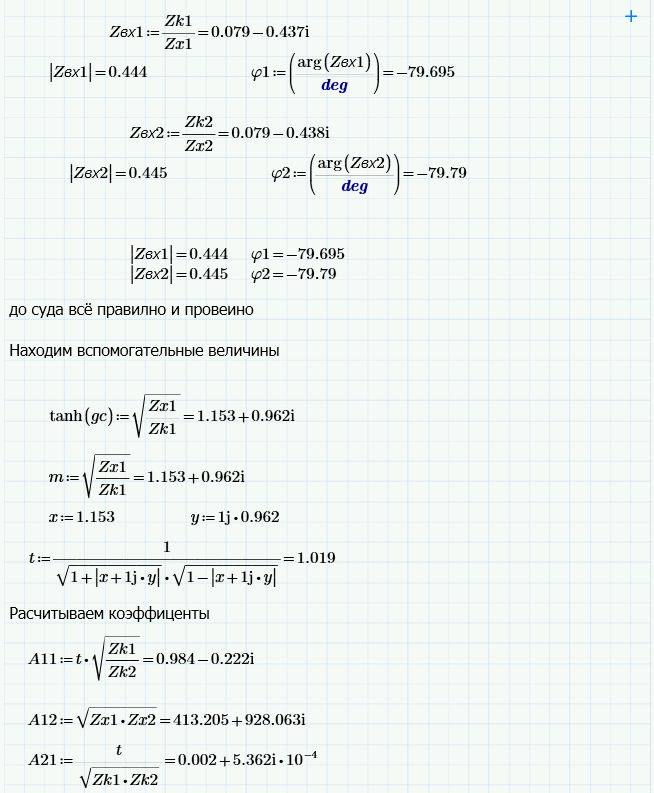 Zвх1:=Zk1/Zx1=0.079−0.437i
|Zвх1|=0.444 φ1:=(arg(Zвх1)/deg)=−79.695
Zвх2:=Zk2/Zx2=0.079−0.438i
|Zвх2|=0.445 φ2:=(arg(Zвх2)/deg)=−79.79
|Zвх1|=0.444 φ1=−79.695
|Zвх2|=0.445 φ2=−79.79
до суда всё правилно и провеино
Находим вспомогательные величины
tanh(gc):=√(Zx1/Zk1)=1.153+0.962i
m:=√(Zx1/Zk1)=1.153+0.962i
x:=1.153 y:=1j•0.962
t:=1/(√(1+|x+1j•y|)•√(1−|x+1j•y|))=1.019
Расчитываем коэффиценты
A11:=t•√(Zk1/Zk2)=0.984−0.222i
A12:=√(Zx1•Zx2)=413.205+928.063i
A21:=t/√(Zk1•Zk2)=0.002+5.362i•10⁻⁴